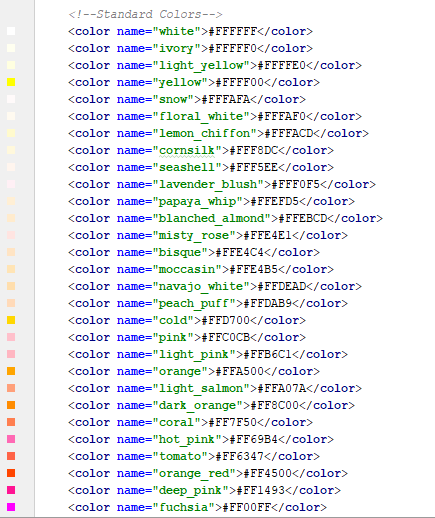 <!--Standard Colors-->
<color name="white">#FFFFFF</color>
<color name="ivory">#FFFFF0</color>
<color name="light_yellow">#FFFFE0</color>
<color name="yellow">#FFFF00</color>
<color name="snow">#FFFAFA</color>
<color name="floral_white">#FFFAF0</color>
<color name="lemon_chiffon">#FFFACD</color>
<color name="cornsilk">#FFF8DC</color>
<color name="seashell">#FFF5EE</color>
<color name="lavender_blush">#FFF0F5</color>
<color name="papaya_whip">#FFEFD5</color>
<color name="blanched_almond">#FFEBCD</color>
<color name="misty_rose">#FFE4E1</color>
<color name="bisque">#FFE4C4</color>
<color name="moccasin">#FFE4B5</color>
<color name="navajo_white">#FFDEAD</color>
<color name="peach_puff">#FFDAB9</color>
<color name="cold">#FFD700</color>
<color name="pink">#FFC0CB</color>
<color name="light_pink">#FFB6C1</color>
<color name="orange">#FFA500</color>
<color name="light_salmon">#FFA07A</color>
<color name="dark_orange">#FF8C00</color>
<color name="coral">#FF7F50</color>
<color name="hot_pink">#FF69B4</color>
<color name="tomato">#FF6347</color>
<color name="orange_red">#FF4500</color>
<color name="deep_pink">#FF1493</color>
<color name="fuchsia">#FF00FF</color>